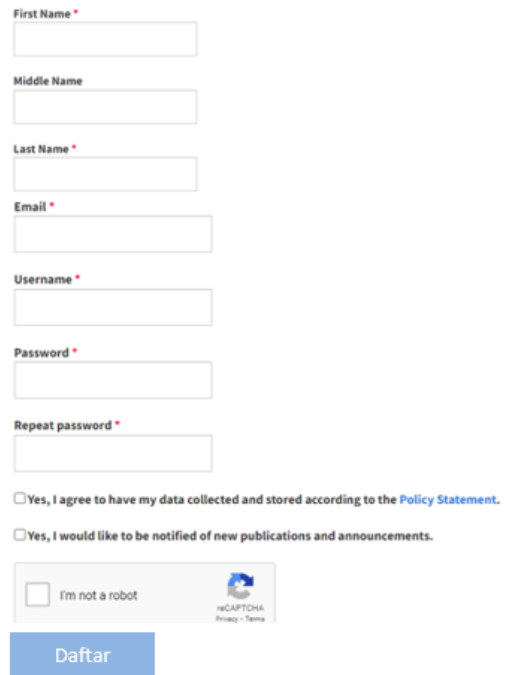 First Name *
Middle Name
Last Name *
Email *
Username *
Password *
Repeat password *
Yes, I agree to have my data collected and stored according to the Policy Statement.
Yes, I would like to be notified of new publications and announcements.
I'm not a robot
reCAPTCHA
Privacy - Terms
Daftar